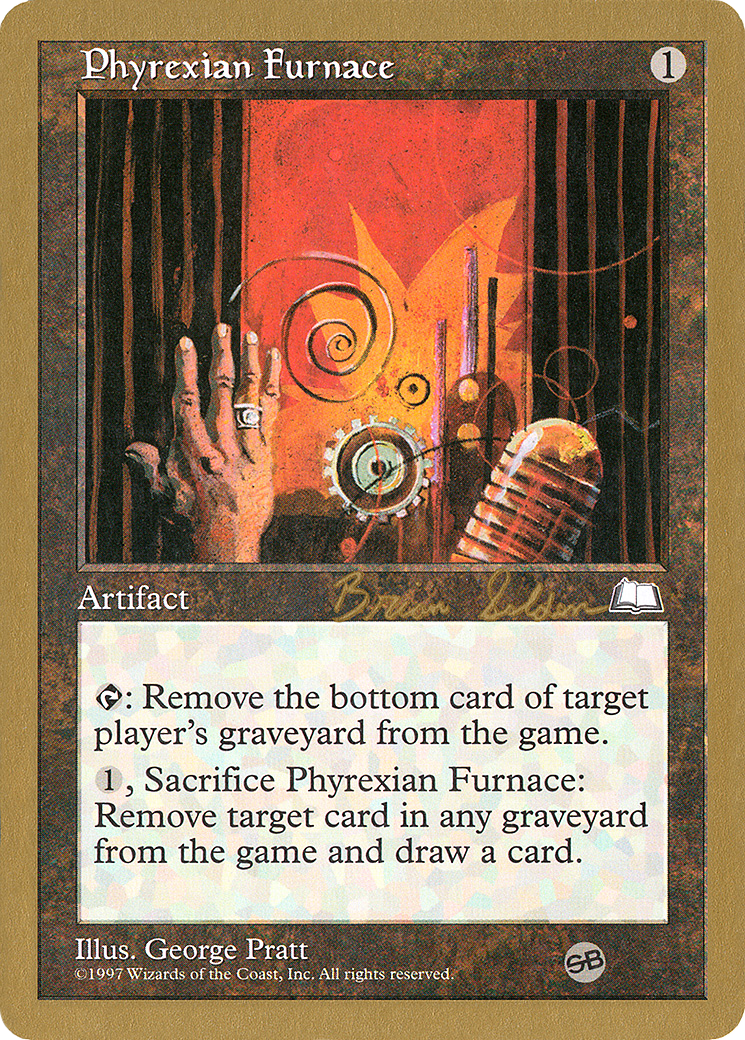 Phyrexian Furnace
1
Artifact
Brian Selden
: Remove the bottom card of target
player's graveyard from the game.
1, Sacrifice Phyrexian Furnace:
Remove target card in any graveyard
from the game and draw a card.
Illus. George Pratt
©1997 Wizards of the Coast, Inc. All rights reserved.
SB